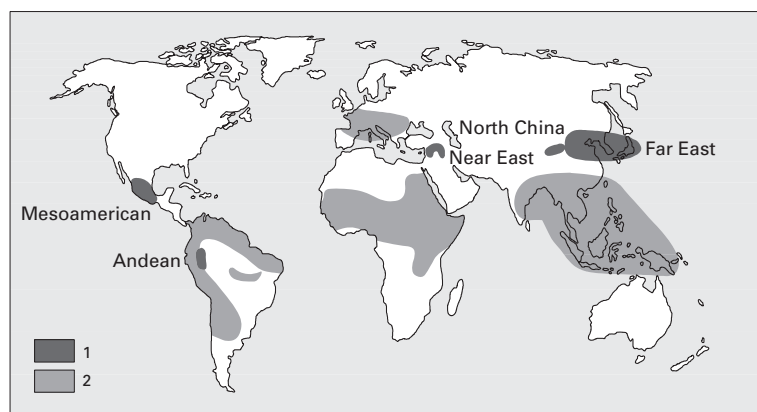 North China
Near East
Far East
Mesoamerican
Andean
1
2